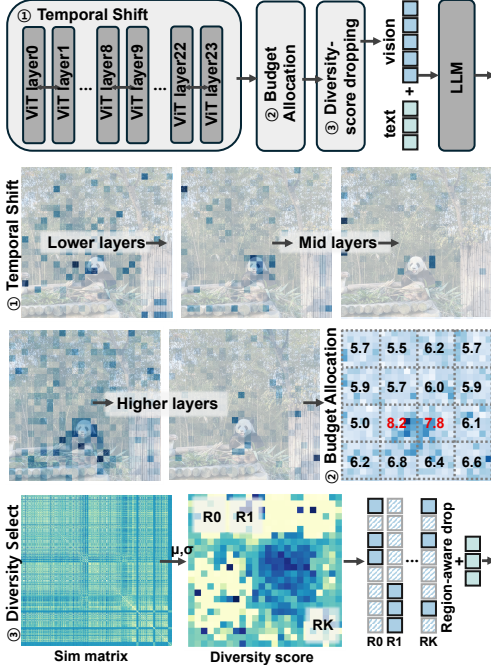 ① Temporal Shift
ViT layer0
ViT layer1
...
ViT layer8
ViT layer9
...
ViT layer22
ViT layer23
② Budget
Allocation
③ Diversity-
score dropping
vision
+
text
LLM
① Temporal Shift
Lower layers
Mid layers
Higher layers
② Budget Allocation
5.7 5.5 6.2 5.7
5.9 5.7 6.0 5.9
5.0 8.2 7.8 6.1
6.2 6.8 6.4 6.6
③ Diversity Select
Sim matrix
μ,σ
R0 R1
RK
Diversity score
...
R0 R1 RK
Region-aware drop
+